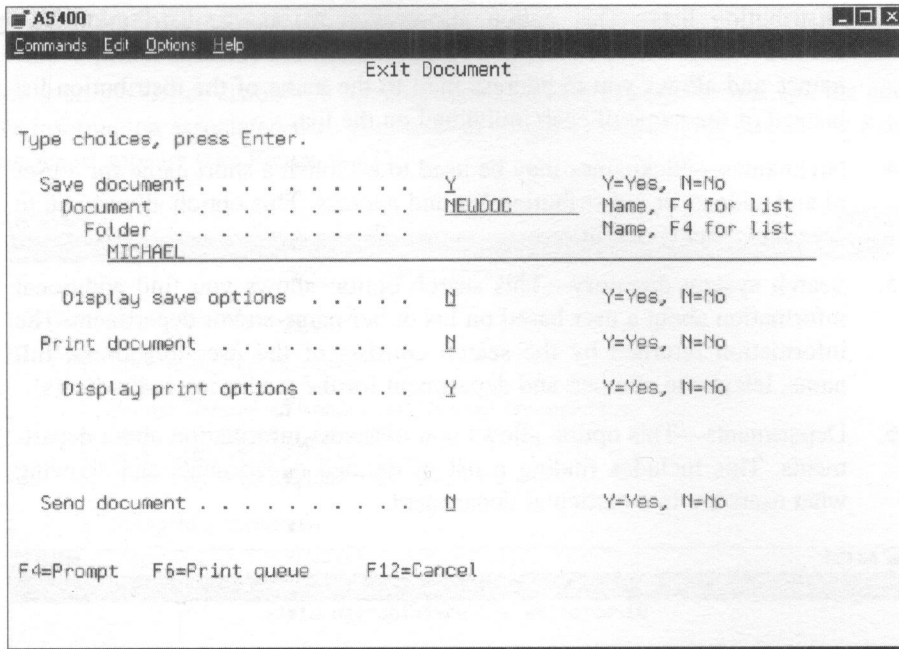 AS400
Commands Edit Options Help
Exit Document
Type choices, press Enter.
Save document . . . . . . . . . . . . Y Y=Yes, N=No
Document . . . . . . . . . . . . . NEWDOC Name, F4 for list
Folder . . . . . . . . . . . . . . Name, F4 for list
MICHAEL
Display save options . . . . . . . N Y=Yes, N=No
Print document . . . . . . . . . . . N Y=Yes, N=No
Display print options . . . . . . Y Y=Yes, N=No
Send document . . . . . . . . . . . . N Y=Yes, N=No
F4=Prompt F6=Print queue F12=Cancel